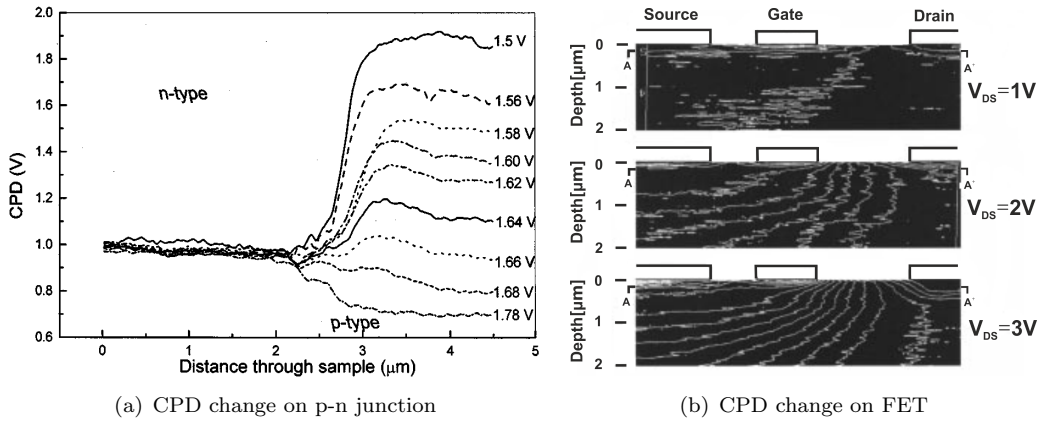 CPD (V)
2.0
1.8
1.6
1.4
1.2
1.0
0.8
0.6
n-type
p-type
1.5 V
1.56 V
1.58 V
1.60 V
1.62 V
1.64 V
1.66 V
1.68 V
1.78 V
0 1 2 3 4 5
Distance through sample (μm)
(a) CPD change on p-n junction
Source Gate Drain
Depth[μm]
0
1
2
A A'
V_DS=1V
Depth[μm]
0
1
2
A A'
V_DS=2V
Depth[μm]
0
1
2
A A'
V_DS=3V
(b) CPD change on FET